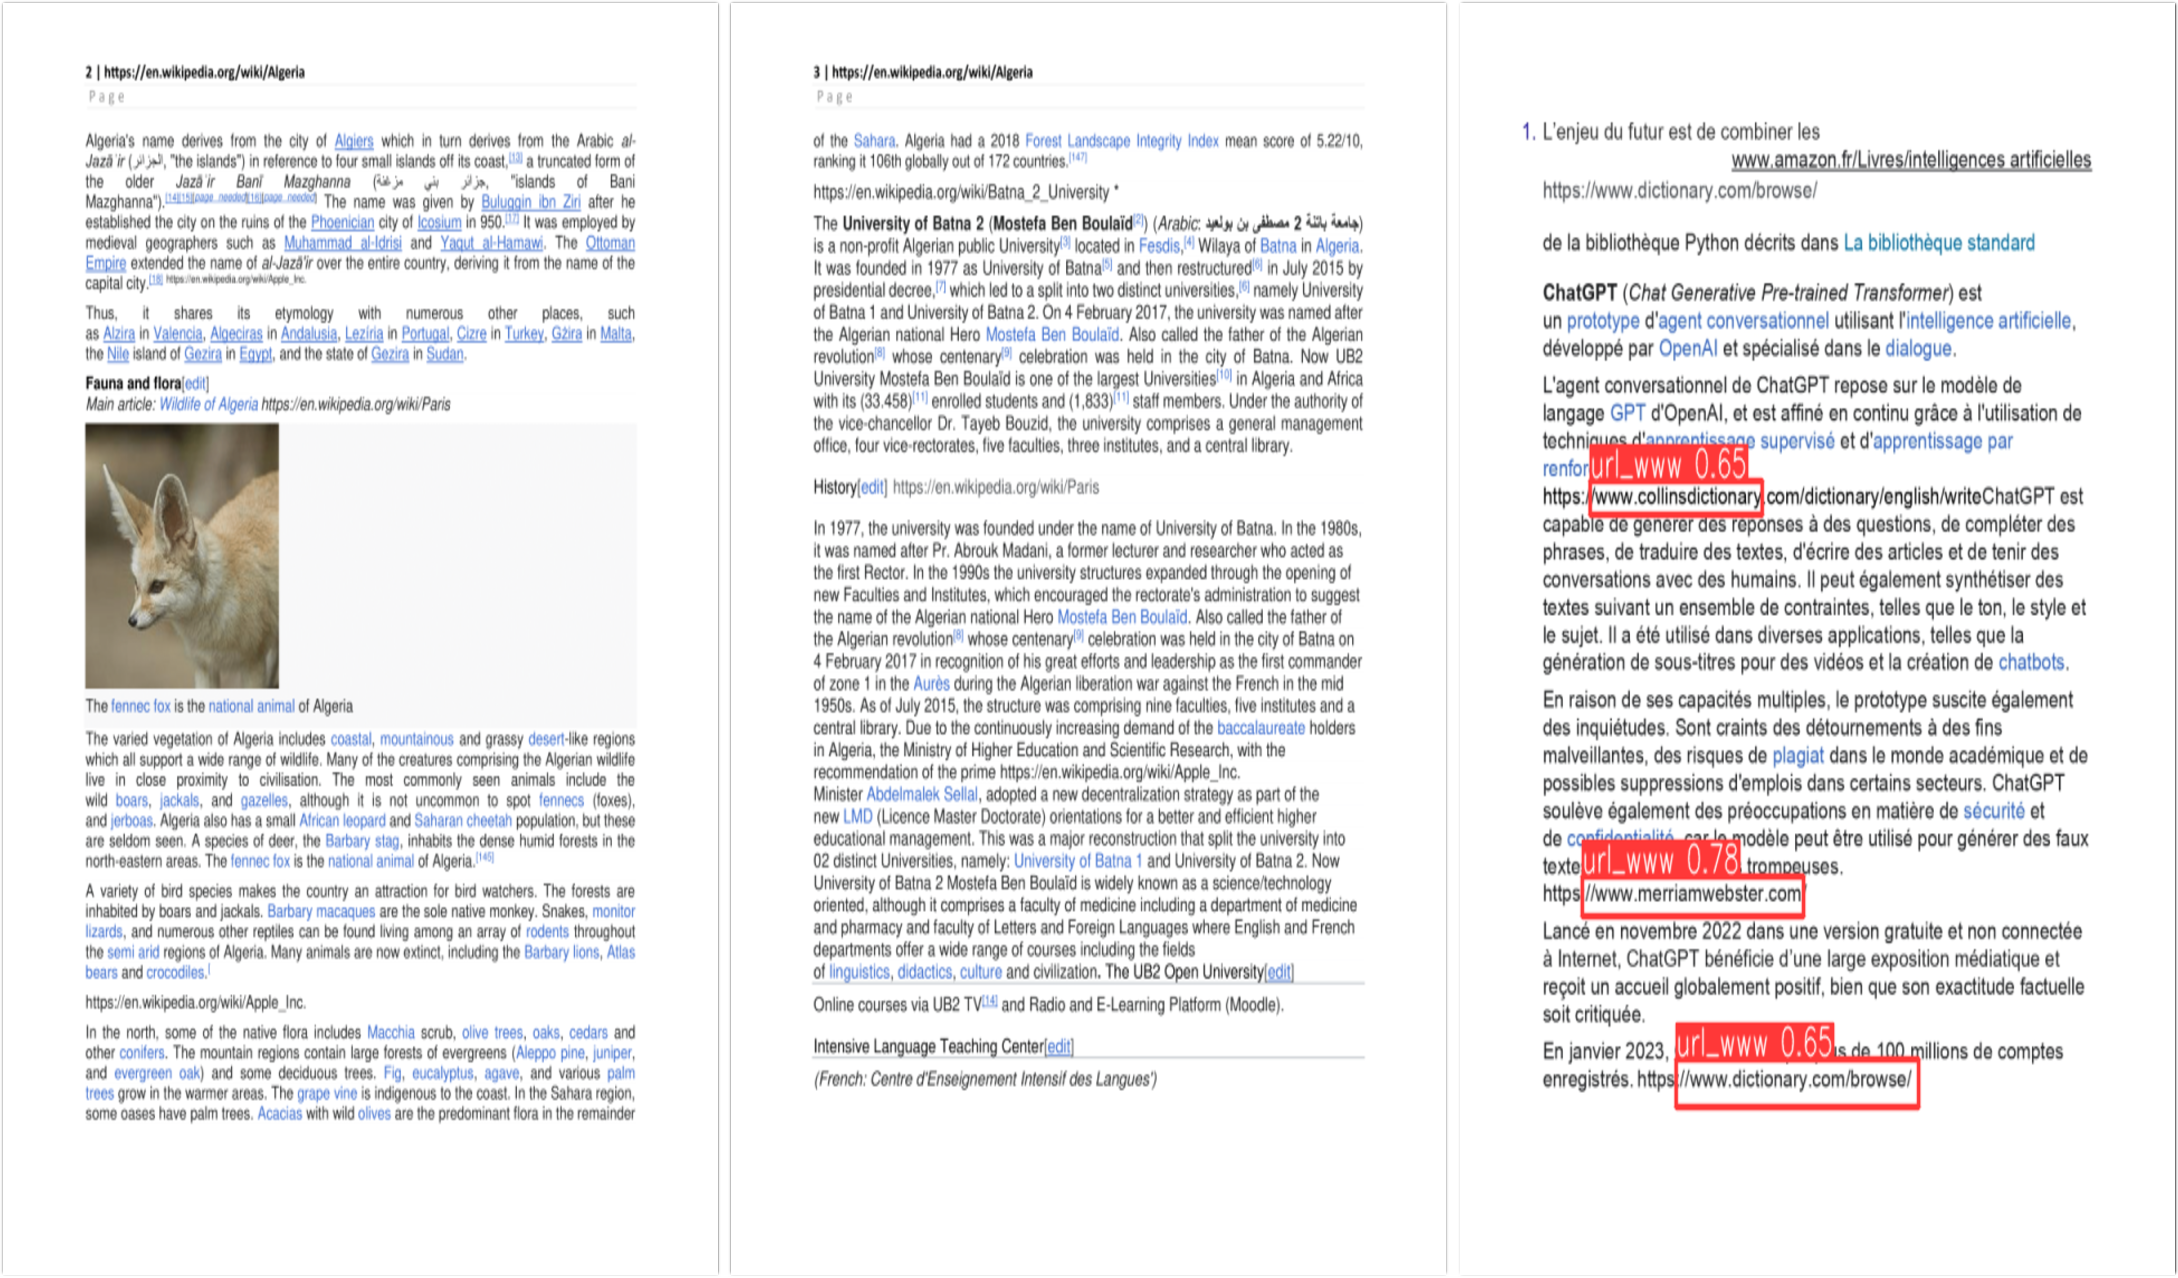 2 | https://en.wikipedia.org/wiki/Algeria
Page
Algeria's name derives from the city of Algiers which in turn derives from the Arabic al-
Jazāʾir (الجزائر, "the islands") in reference to four small islands off its coast,[13] a truncated form of
the older Jazāʾir Banī Mazghanna (جزائر بني مزغنة, "islands of Bani
Mazghanna").[14][15][page needed][16][page needed] The name was given by Buluggin ibn Ziri after he
established the city on the ruins of the Phoenician city of Icosium in 950.[17] It was employed by
medieval geographers such as Muhammad al-Idrisi and Yaqut al-Hamawi. The Ottoman
Empire extended the name of al-Jazā'ir over the entire country, deriving it from the name of the
capital city.[18] https://en.wikipedia.org/wiki/Apple_Inc.
Thus, it shares its etymology with numerous other places, such
as Alzira in Valencia, Algeciras in Andalusia, Lezíria in Portugal, Cizre in Turkey, Gżira in Malta,
the Nile island of Gezira in Egypt, and the state of Gezira in Sudan.
Fauna and flora[edit]
Main article: Wildlife of Algeria https://en.wikipedia.org/wiki/Paris
The fennec fox is the national animal of Algeria
The varied vegetation of Algeria includes coastal, mountainous and grassy desert-like regions
which all support a wide range of wildlife. Many of the creatures comprising the Algerian wildlife
live in close proximity to civilisation. The most commonly seen animals include the
wild boars, jackals, and gazelles, although it is not uncommon to spot fennecs (foxes),
and jerboas. Algeria also has a small African leopard and Saharan cheetah population, but these
are seldom seen. A species of deer, the Barbary stag, inhabits the dense humid forests in the
north-eastern areas. The fennec fox is the national animal of Algeria.[145]
A variety of bird species makes the country an attraction for bird watchers. The forests are
inhabited by boars and jackals. Barbary macaques are the sole native monkey. Snakes, monitor
lizards, and numerous other reptiles can be found living among an array of rodents throughout
the semi arid regions of Algeria. Many animals are now extinct, including the Barbary lions, Atlas
bears and crocodiles.[
https://en.wikipedia.org/wiki/Apple_Inc.
In the north, some of the native flora includes Macchia scrub, olive trees, oaks, cedars and
other conifers. The mountain regions contain large forests of evergreens (Aleppo pine, juniper,
and evergreen oak) and some deciduous trees. Fig, eucalyptus, agave, and various palm
trees grow in the warmer areas. The grape vine is indigenous to the coast. In the Sahara region,
some oases have palm trees. Acacias with wild olives are the predominant flora in the remainder
3 | https://en.wikipedia.org/wiki/Algeria
Page
of the Sahara. Algeria had a 2018 Forest Landscape Integrity Index mean score of 5.22/10,
ranking it 106th globally out of 172 countries.[147]
https://en.wikipedia.org/wiki/Batna_2_University *
The University of Batna 2 (Mostefa Ben Boulaïd[2]) (Arabic: جامعة باتنة 2 مصطفى بن بولعيد)
is a non-profit Algerian public University[3] located in Fesdis,[4] Wilaya of Batna in Algeria.
It was founded in 1977 as University of Batna[5] and then restructured[6] in July 2015 by
presidential decree,[7] which led to a split into two distinct universities,[6] namely University
of Batna 1 and University of Batna 2. On 4 February 2017, the university was named after
the Algerian national Hero Mostefa Ben Boulaïd. Also called the father of the Algerian
revolution[8] whose centenary[9] celebration was held in the city of Batna. Now UB2
University Mostefa Ben Boulaïd is one of the largest Universities[10] in Algeria and Africa
with its (33.458)[11] enrolled students and (1,833)[11] staff members. Under the authority of
the vice-chancellor Dr. Tayeb Bouzid, the university comprises a general management
office, four vice-rectorates, five faculties, three institutes, and a central library.
History[edit] https://en.wikipedia.org/wiki/Paris
In 1977, the university was founded under the name of University of Batna. In the 1980s,
it was named after Pr. Abrouk Madani, a former lecturer and researcher who acted as
the first Rector. In the 1990s the university structures expanded through the opening of
new Faculties and Institutes, which encouraged the rectorate's administration to suggest
the name of the Algerian national Hero Mostefa Ben Boulaïd. Also called the father of
the Algerian revolution[8] whose centenary[9] celebration was held in the city of Batna on
4 February 2017 in recognition of his great efforts and leadership as the first commander
of zone 1 in the Aurès during the Algerian liberation war against the French in the mid
1950s. As of July 2015, the structure was comprising nine faculties, five institutes and a
central library. Due to the continuously increasing demand of the baccalaureate holders
in Algeria, the Ministry of Higher Education and Scientific Research, with the
recommendation of the prime https://en.wikipedia.org/wiki/Apple_Inc.
Minister Abdelmalek Sellal, adopted a new decentralization strategy as part of the
new LMD (Licence Master Doctorate) orientations for a better and efficient higher
educational management. This was a major reconstruction that split the university into
02 distinct Universities, namely: University of Batna 1 and University of Batna 2. Now
University of Batna 2 Mostefa Ben Boulaïd is widely known as a science/technology
oriented, although it comprises a faculty of medicine including a department of medicine
and pharmacy and faculty of Letters and Foreign Languages where English and French
departments offer a wide range of courses including the fields
of linguistics, didactics, culture and civilization. The UB2 Open University[edit]
Online courses via UB2 TV[14] and Radio and E-Learning Platform (Moodle).
Intensive Language Teaching Center[edit]
(French: Centre d'Enseignement Intensif des Langues')
1. L'enjeu du futur est de combiner les
www.amazon.fr/Livres/intelligences artificielles
https://www.dictionary.com/browse/
de la bibliothèque Python décrits dans La bibliothèque standard
ChatGPT (Chat Generative Pre-trained Transformer) est
un prototype d'agent conversationnel utilisant l'intelligence artificielle,
développé par OpenAI et spécialisé dans le dialogue.
L'agent conversationnel de ChatGPT repose sur le modèle de
langage GPT d'OpenAI, et est affiné en continu grâce à l'utilisation de
techniques d'apprentissage supervisé et d'apprentissage par
renfor url_www 0.65
https://www.collinsdictionary.com/dictionary/english/writeChatGPT est
capable de générer des réponses à des questions, de compléter des
phrases, de traduire des textes, d'écrire des articles et de tenir des
conversations avec des humains. Il peut également synthétiser des
textes suivant un ensemble de contraintes, telles que le ton, le style et
le sujet. Il a été utilisé dans diverses applications, telles que la
génération de sous-titres pour des vidéos et la création de chatbots.
En raison de ses capacités multiples, le prototype suscite également
des inquiétudes. Sont craints des détournements à des fins
malveillantes, des risques de plagiat dans le monde académique et de
possibles suppressions d'emplois dans certains secteurs. ChatGPT
soulève également des préoccupations en matière de sécurité et
de confidentialité, car le modèle peut être utilisé pour générer des faux
texte url_www 0.78 trompeuses.
https://www.merriamwebster.com
Lancé en novembre 2022 dans une version gratuite et non connectée
à Internet, ChatGPT bénéficie d'une large exposition médiatique et
reçoit un accueil globalement positif, bien que son exactitude factuelle
soit critiquée.
En janvier 2023, url_www 0.65 s de 100 millions de comptes
enregistrés. https://www.dictionary.com/browse/